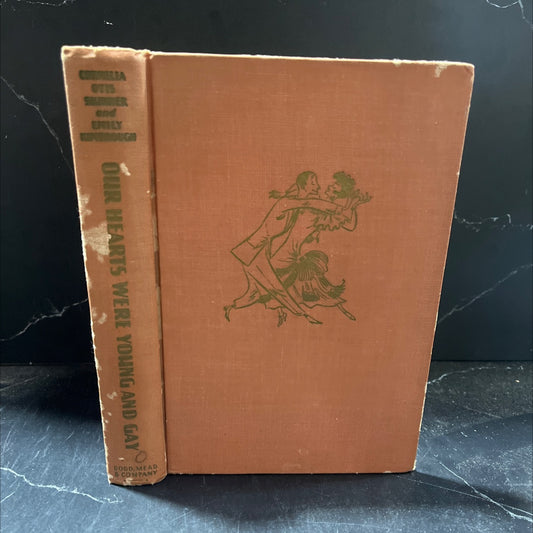 CORNELIA
OTIS
SKINNER
and
EMILY
KIMBROUGH
OUR HEARTS WERE YOUNG AND GAY
DODD, MEAD
& COMPANY